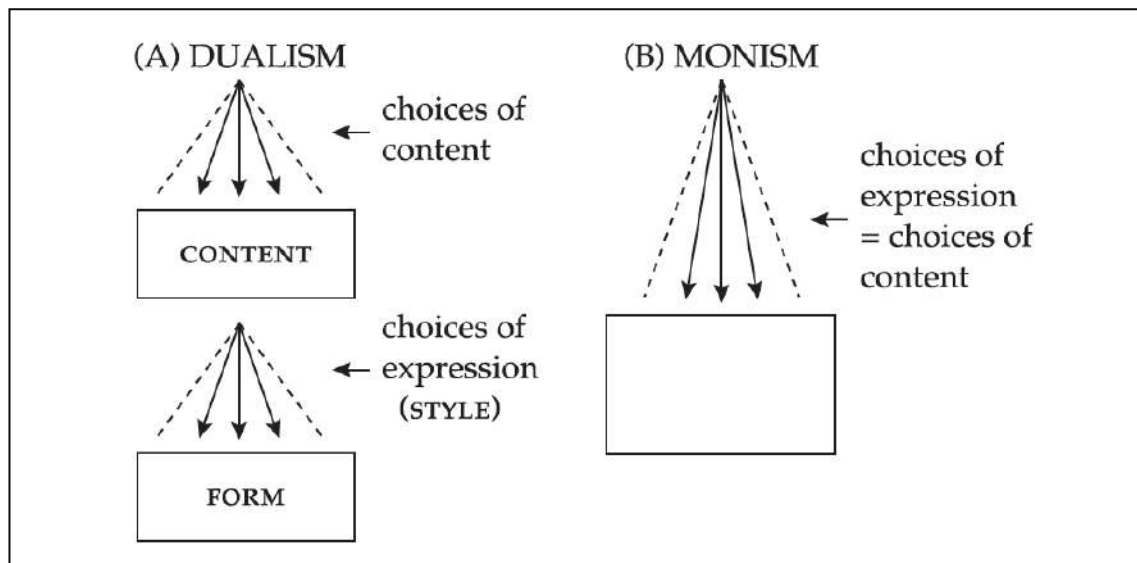 (A) DUALISM
choices of
content
CONTENT
choices of
expression
(STYLE)
FORM
(B) MONISM
choices of
expression
= choices of
content